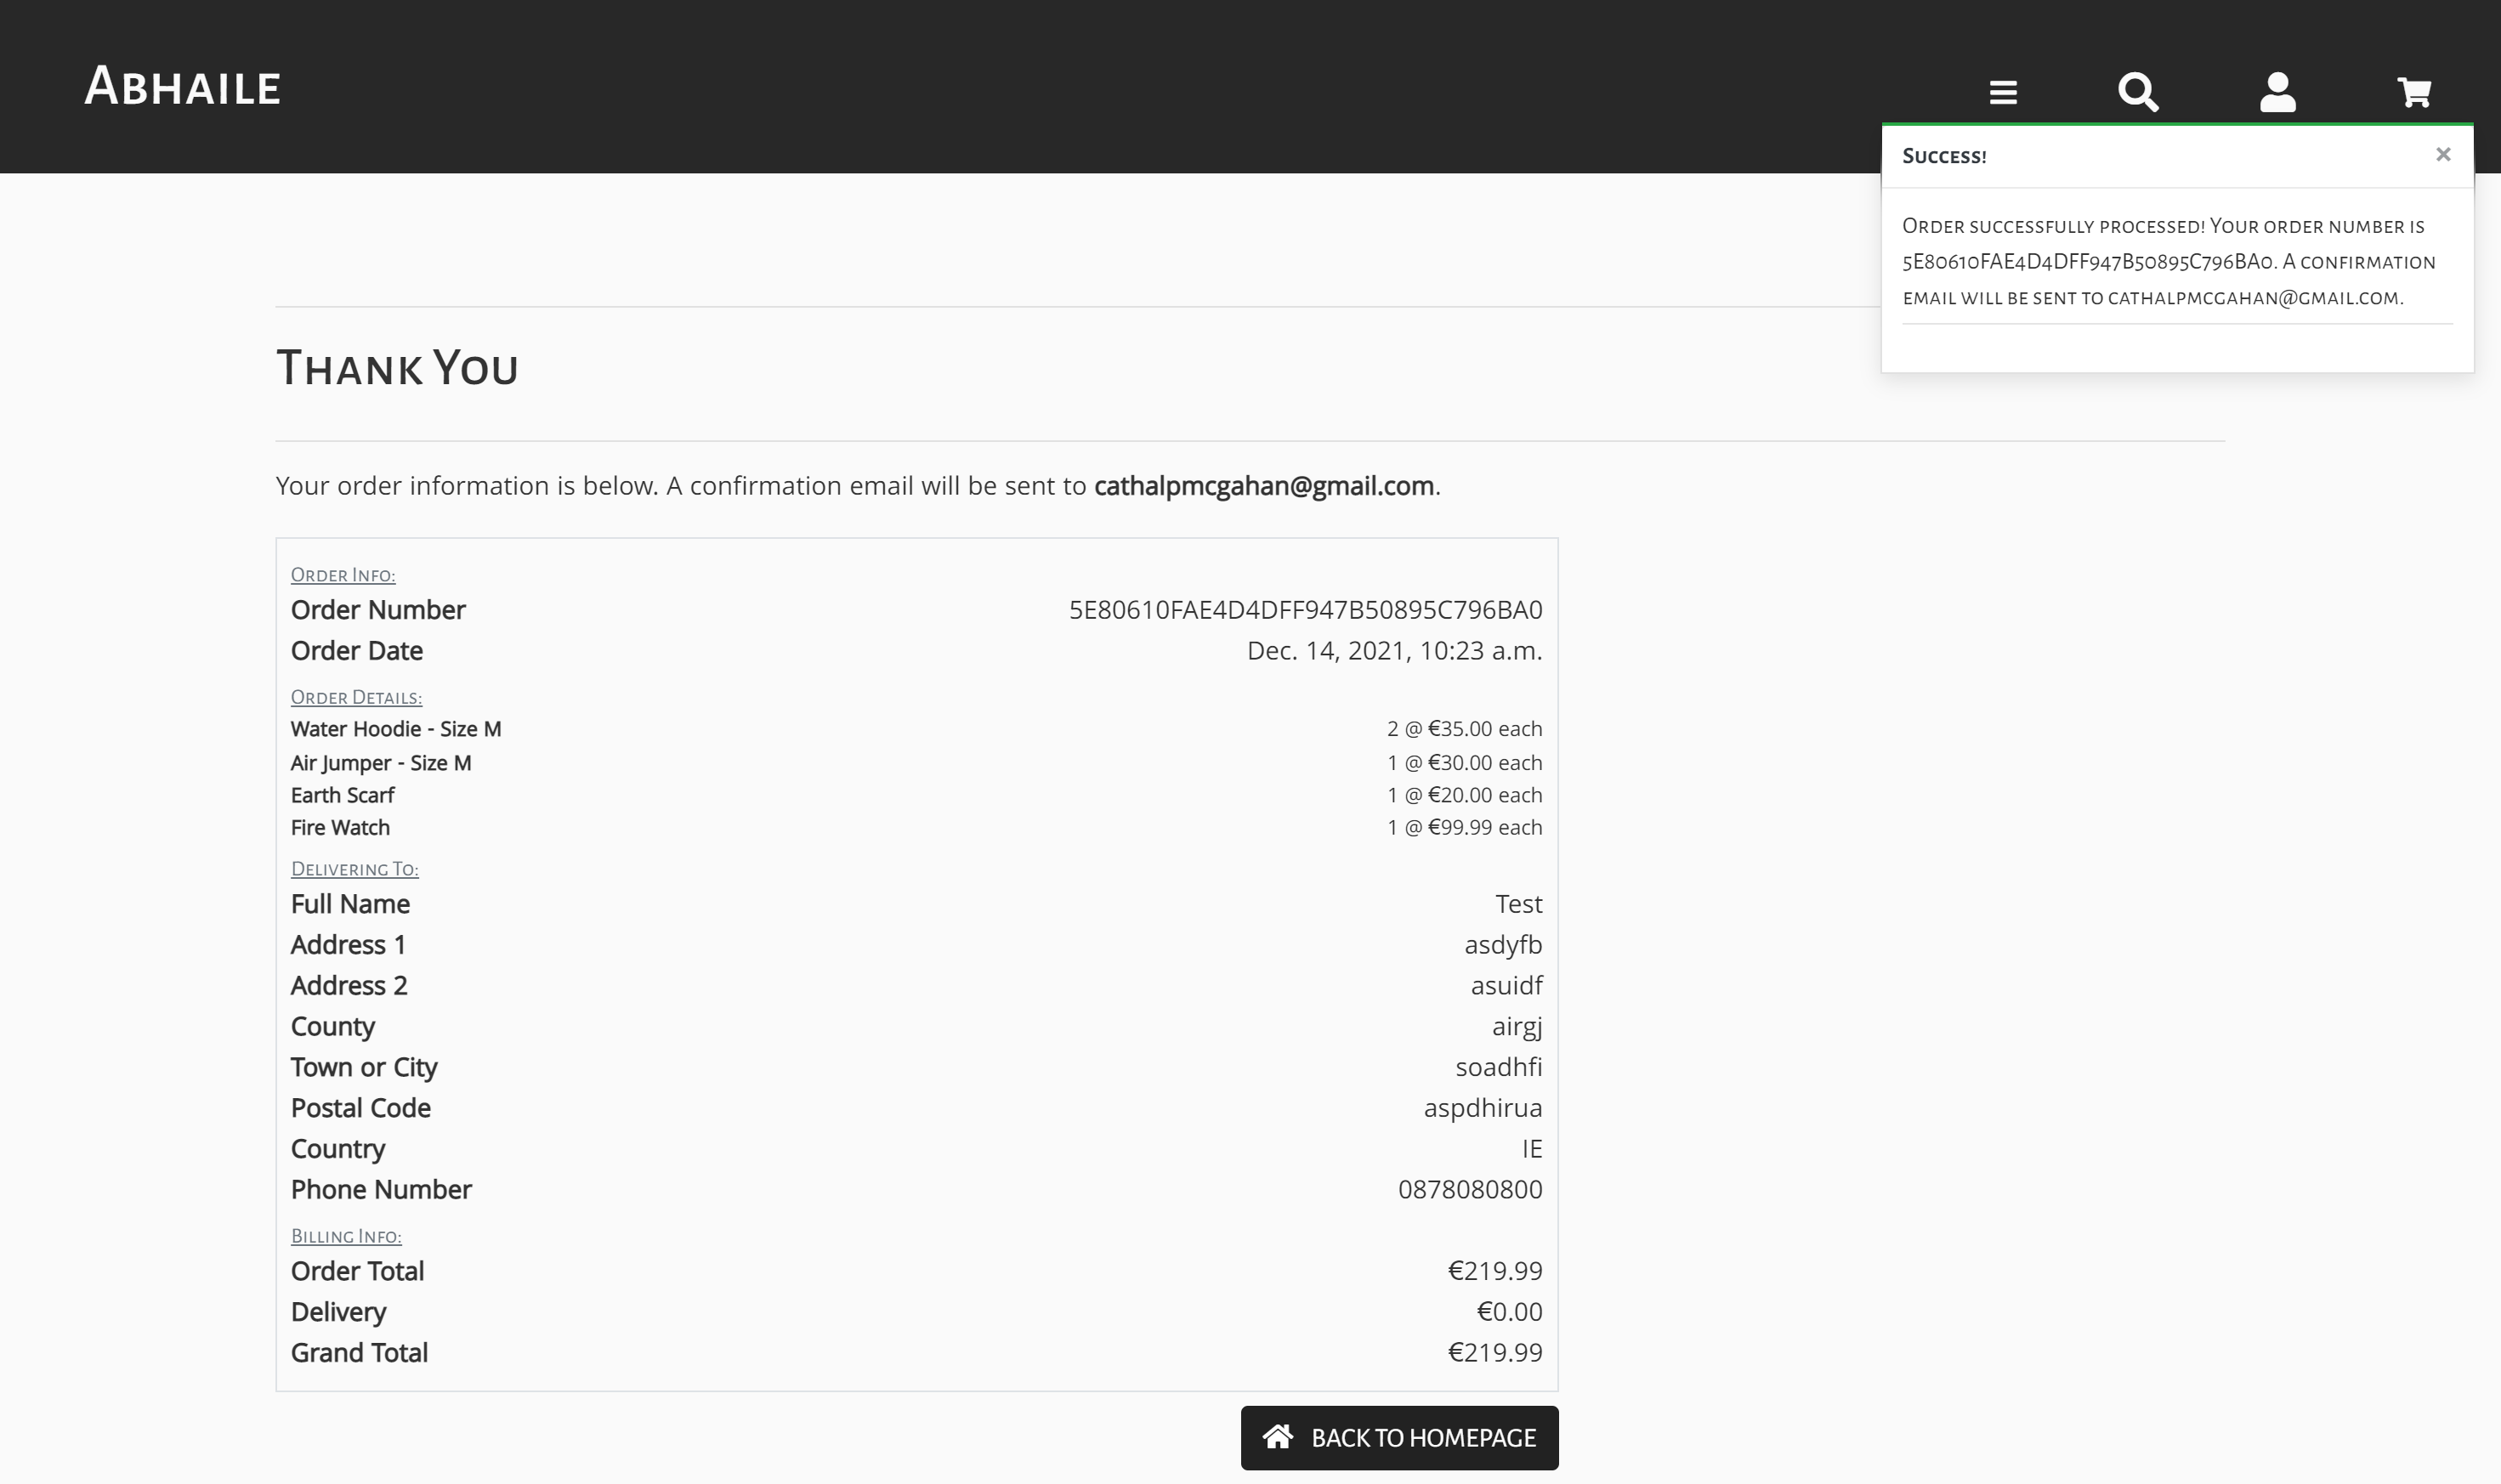 Abhaile
Success!
×
Order successfully processed! Your order number is
5E80610FAE4D4DFF947B50895C796BA0. A confirmation
email will be sent to cathalpmcgahan@gmail.com.
Thank You
Your order information is below. A confirmation email will be sent to cathalpmcgahan@gmail.com.
Order Info:
Order Number 5E80610FAE4D4DFF947B50895C796BA0
Order Date Dec. 14, 2021, 10:23 a.m.
Order Details:
Water Hoodie - Size M 2 @ €35.00 each
Air Jumper - Size M 1 @ €30.00 each
Earth Scarf 1 @ €20.00 each
Fire Watch 1 @ €99.99 each
Delivering To:
Full Name Test
Address 1 asdyfb
Address 2 asuidf
County airgj
Town or City soadhfi
Postal Code aspdhirua
Country IE
Phone Number 0878080800
Billing Info:
Order Total €219.99
Delivery €0.00
Grand Total €219.99
BACK TO HOMEPAGE